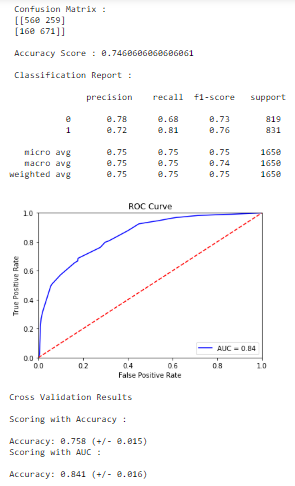 Confusion Matrix :
[[560 259]
[160 671]]
Accuracy Score : 0.7460606060606061
Classification Report :
precision recall f1-score support
0 0.78 0.68 0.73 819
1 0.72 0.81 0.76 831
micro avg 0.75 0.75 0.75 1650
macro avg 0.75 0.75 0.74 1650
weighted avg 0.75 0.75 0.75 1650
ROC Curve
1.0
0.8
0.6
0.4
0.2
0.0
True Positive Rate
AUC = 0.84
0.0 0.2 0.4 0.6 0.8 1.0
False Positive Rate
Cross Validation Results
Scoring with Accuracy :
Accuracy: 0.758 (+/- 0.015)
Scoring with AUC :
Accuracy: 0.841 (+/- 0.016)